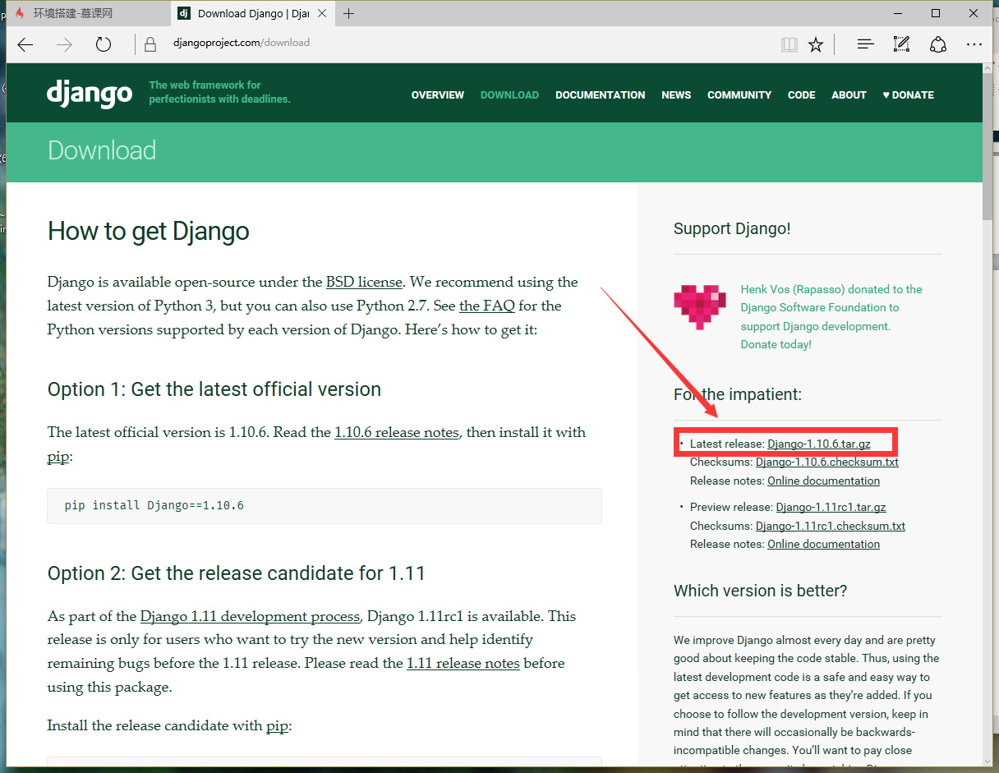 环境搭建-慕课网
Download Django | Djan
djangoproject.com/download
django
The web framework for
perfectionists with deadlines.
OVERVIEW DOWNLOAD DOCUMENTATION NEWS COMMUNITY CODE ABOUT ♥ DONATE
Download
How to get Django
Django is available open-source under the BSD license. We recommend using the
latest version of Python 3, but you can also use Python 2.7. See the FAQ for the
Python versions supported by each version of Django. Here’s how to get it:
Option 1: Get the latest official version
The latest official version is 1.10.6. Read the 1.10.6 release notes, then install it with
pip:
pip install Django==1.10.6
Option 2: Get the release candidate for 1.11
As part of the Django 1.11 development process, Django 1.11rc1 is available. This
release is only for users who want to try the new version and help identify
remaining bugs before the 1.11 release. Please read the 1.11 release notes before
using this package.
Install the release candidate with pip:
Support Django!
Henk Vos (Rapasso) donated to the
Django Software Foundation to
support Django development.
Donate today!
For the impatient:
• Latest release: Django-1.10.6.tar.gz
Checksums: Django-1.10.6.checksum.txt
Release notes: Online documentation
• Preview release: Django-1.11rc1.tar.gz
Checksums: Django-1.11rc1.checksum.txt
Release notes: Online documentation
Which version is better?
We improve Django almost every day and are pretty
good about keeping the code stable. Thus, using the
latest development code is a safe and easy way to
get access to new features as they’re added. If you
choose to follow the development version, keep in
mind that there will occasionally be backwards-
incompatible changes. You’ll want to pay close